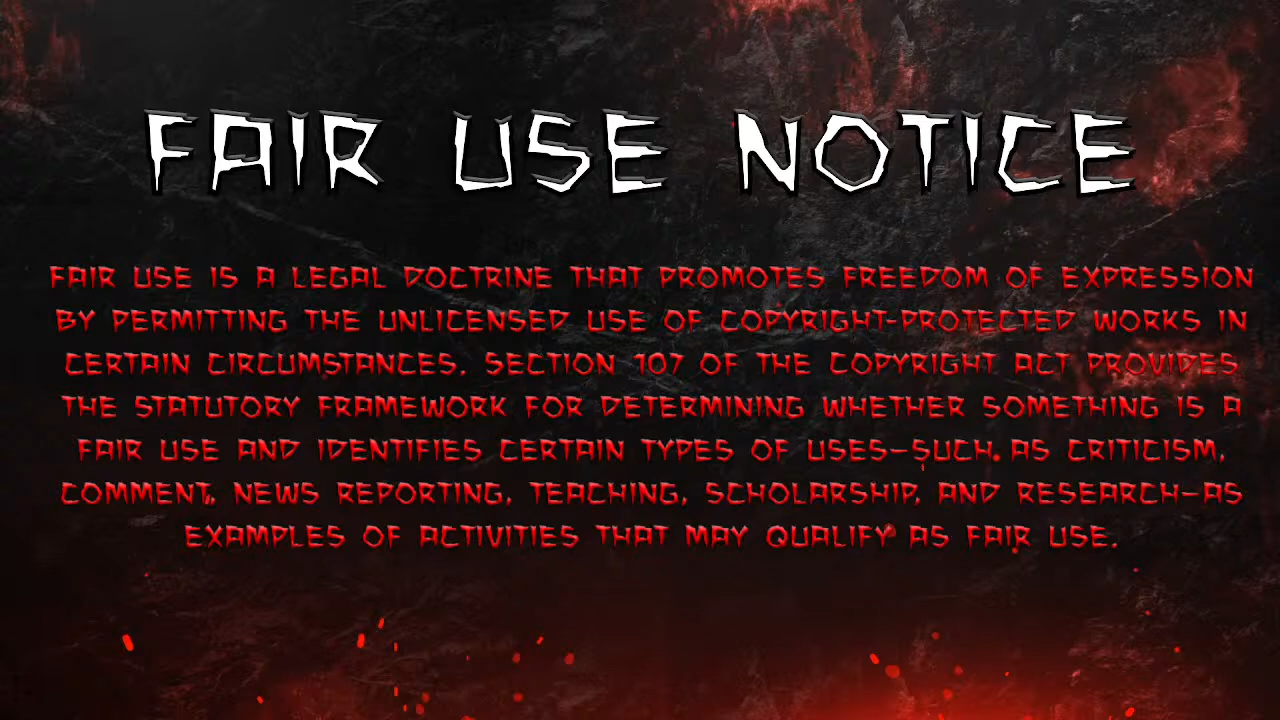 FAIR USE NOTICE
FAIR USE IS A LEGAL DOCTRINE THAT PROMOTES FREEDOM OF EXPRESSION
BY PERMITTING THE UNLICENSED USE OF COPYRIGHT-PROTECTED WORKS IN
CERTAIN CIRCUMSTANCES. SECTION 107 OF THE COPYRIGHT ACT PROVIDES
THE STATUTORY FRAMEWORK FOR DETERMINING WHETHER SOMETHING IS A
FAIR USE AND IDENTIFIES CERTAIN TYPES OF USES—SUCH AS CRITICISM,
COMMENT, NEWS REPORTING, TEACHING, SCHOLARSHIP, AND RESEARCH—AS
EXAMPLES OF ACTIVITIES THAT MAY QUALIFY AS FAIR USE.